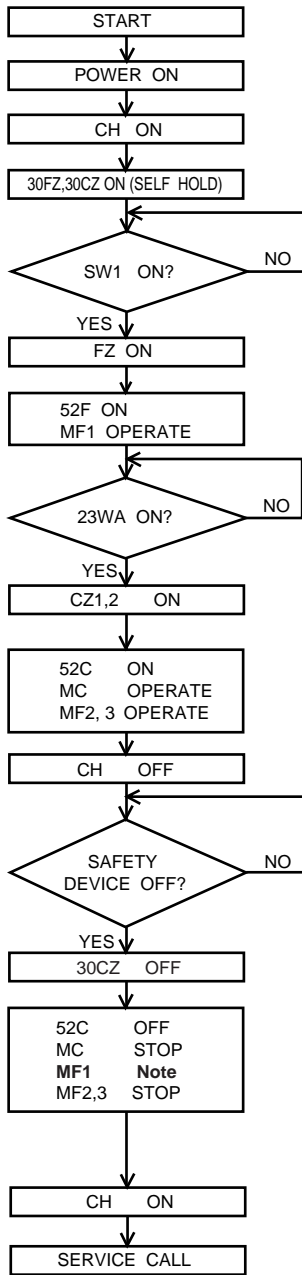 START
POWER ON
CH ON
30FZ,30CZ ON (SELF HOLD)
SW1 ON?
NO
YES
FZ ON
52F ON
MF1 OPERATE
23WA ON?
NO
YES
CZ1,2 ON
52C ON
MC OPERATE
MF2, 3 OPERATE
CH OFF
SAFETY
DEVICE OFF?
NO
YES
30CZ OFF
52C OFF
MC STOP
MF1 Note
MF2,3 STOP
CH ON
SERVICE CALL